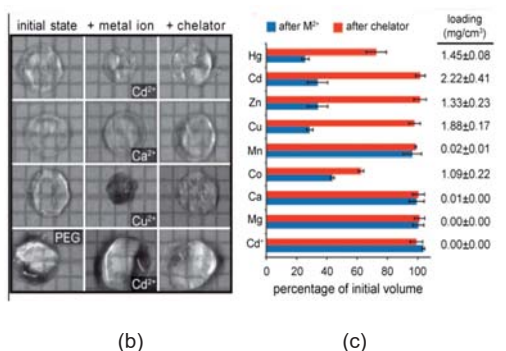 initial state + metal ion + chelator
Cd2+
Ca2+
Cu2+
PEG
Cd2+
after M2+ after chelator
loading
(mg/cm3)
Hg 1.45±0.08
Cd 2.22±0.41
Zn 1.33±0.23
Cu 1.88±0.17
Mn 0.02±0.01
Co 1.09±0.22
Ca 0.01±0.00
Mg 0.00±0.00
Cd* 0.00±0.00
0 20 40 60 80 100
percentage of initial volume
(b) (c)